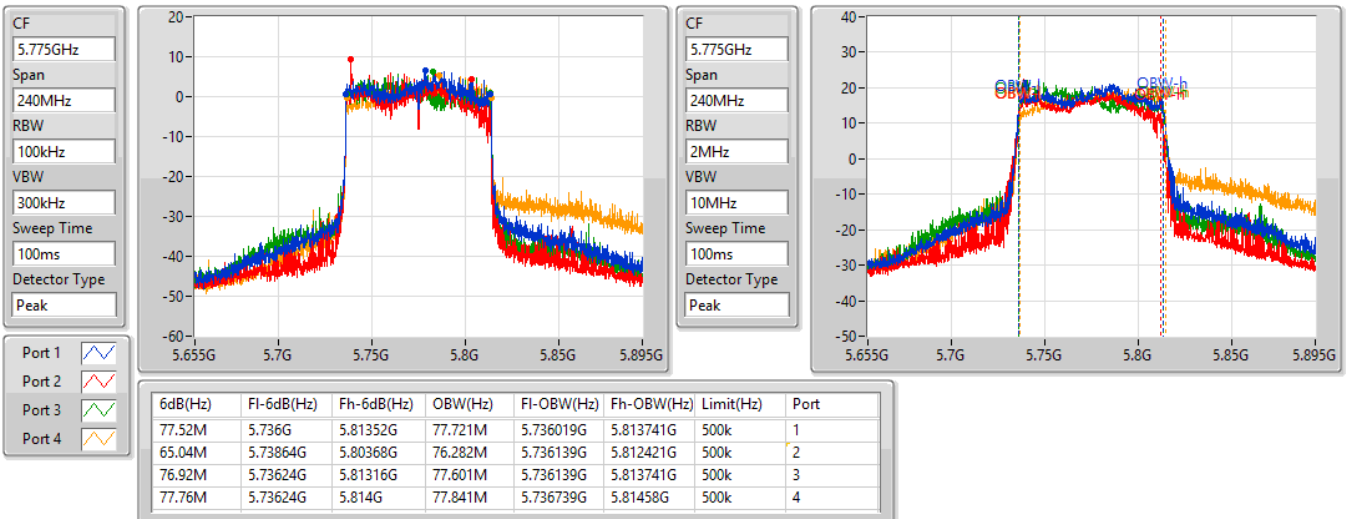 CF
5.775GHz
Span
240MHz
RBW
100kHz
VBW
300kHz
Sweep Time
100ms
Detector Type
Peak
20
10
0
-10
-20
-30
-40
-50
-60
5.655G 5.7G 5.75G 5.8G 5.85G 5.895G
CF
5.775GHz
Span
240MHz
RBW
2MHz
VBW
10MHz
Sweep Time
100ms
Detector Type
Peak
40
30
20
10
0
-10
-20
-30
-40
-50
OBW-h
5.655G 5.7G 5.75G 5.8G 5.85G 5.895G
Port 1
Port 2
Port 3
Port 4
6dB(Hz) Fl-6dB(Hz) Fh-6dB(Hz) OBW(Hz) Fl-OBW(Hz) Fh-OBW(Hz) Limit(Hz) Port
77.52M 5.736G 5.81352G 77.721M 5.736019G 5.813741G 500k 1
65.04M 5.73864G 5.80368G 76.282M 5.736139G 5.812421G 500k 2
76.92M 5.73624G 5.81316G 77.601M 5.736139G 5.813741G 500k 3
77.76M 5.73624G 5.814G 77.841M 5.736739G 5.81458G 500k 4